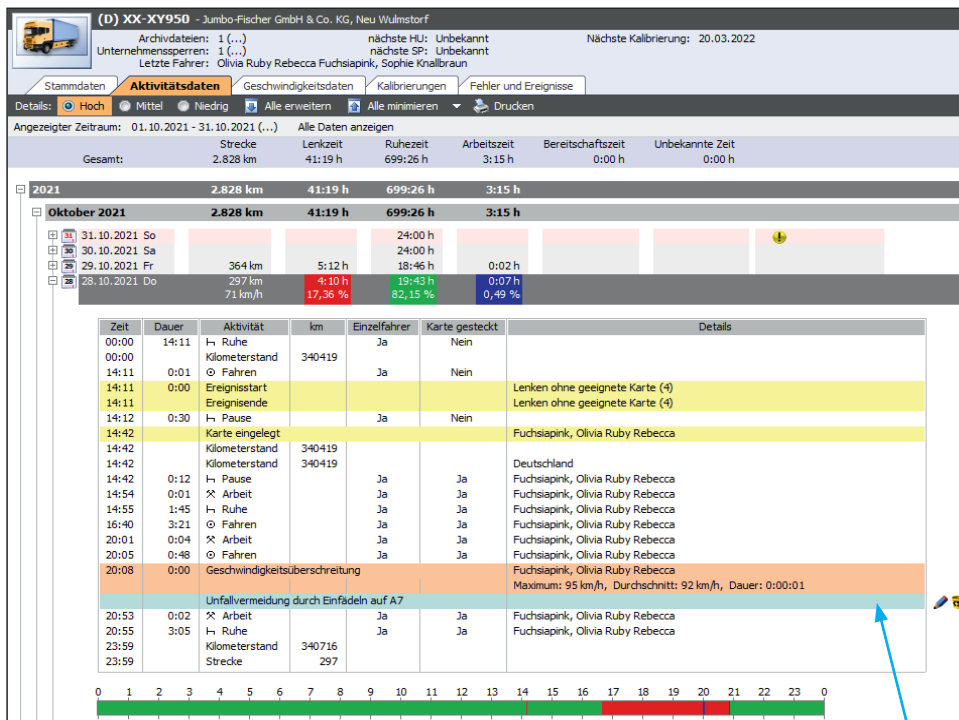 (D) XX-XY950 - Jumbo-Fischer GmbH & Co. KG, Neu Wulmstorf
Archivdateien: 1 (...) nächste HU: Unbekannt Nächste Kalibrierung: 20.03.2022
Unternehmenssperren: 1 (...) nächste SP: Unbekannt
Letzte Fahrer: Olivia Ruby Rebecca Fuchsiapink, Sophie Knallbraun
Stammdaten Aktivitätsdaten Geschwindigkeitsdaten Kalibrierungen Fehler und Ereignisse
Details: Hoch Mittel Niedrig Alle erweitern Alle minimieren Drucken
Angezeigter Zeitraum: 01.10.2021 - 31.10.2021 (...) Alle Daten anzeigen
Strecke Lenkzeit Ruhezeit Arbeitszeit Bereitschaftszeit Unbekannte Zeit
Gesamt: 2.828 km 41:19 h 699:26 h 3:15 h 0:00 h 0:00 h
2021 2.828 km 41:19 h 699:26 h 3:15 h
Oktober 2021 2.828 km 41:19 h 699:26 h 3:15 h
31 31.10.2021 So 24:00 h
30 30.10.2021 Sa 24:00 h
29 29.10.2021 Fr 364 km 5:12 h 18:46 h 0:02 h
28 28.10.2021 Do 297 km 4:10 h 19:43 h 0:07 h
71 km/h 17,36 % 82,15 % 0,49 %
Zeit Dauer Aktivität km Einzelfahrer Karte gesteckt Details
00:00 14:11 Ruhe Ja Nein
00:00 Kilometerstand 340419
14:11 0:01 Fahren Ja Nein
14:11 0:00 Ereignisstart Lenken ohne geeignete Karte (4)
14:11 Ereignisende Lenken ohne geeignete Karte (4)
14:12 0:30 Pause Ja Nein
14:42 Karte eingelegt Fuchsiapink, Olivia Ruby Rebecca
14:42 Kilometerstand 340419
14:42 Kilometerstand 340419 Deutschland
14:42 0:12 Pause Ja Ja Fuchsiapink, Olivia Ruby Rebecca
14:54 0:01 Arbeit Ja Ja Fuchsiapink, Olivia Ruby Rebecca
14:55 1:45 Ruhe Ja Ja Fuchsiapink, Olivia Ruby Rebecca
16:40 3:21 Fahren Ja Ja Fuchsiapink, Olivia Ruby Rebecca
20:01 0:04 Arbeit Ja Ja Fuchsiapink, Olivia Ruby Rebecca
20:05 0:48 Fahren Ja Ja Fuchsiapink, Olivia Ruby Rebecca
20:08 0:00 Geschwindigkeitsüberschreitung Fuchsiapink, Olivia Ruby Rebecca
Maximum: 95 km/h, Durchschnitt: 92 km/h, Dauer: 0:00:01
Unfallvermeidung durch Einfädeln auf A7
20:53 0:02 Arbeit Ja Ja Fuchsiapink, Olivia Ruby Rebecca
20:55 3:05 Ruhe Ja Ja Fuchsiapink, Olivia Ruby Rebecca
23:59 Kilometerstand 340716
23:59 Strecke 297
0 1 2 3 4 5 6 7 8 9 10 11 12 13 14 15 16 17 18 19 20 21 22 23 0